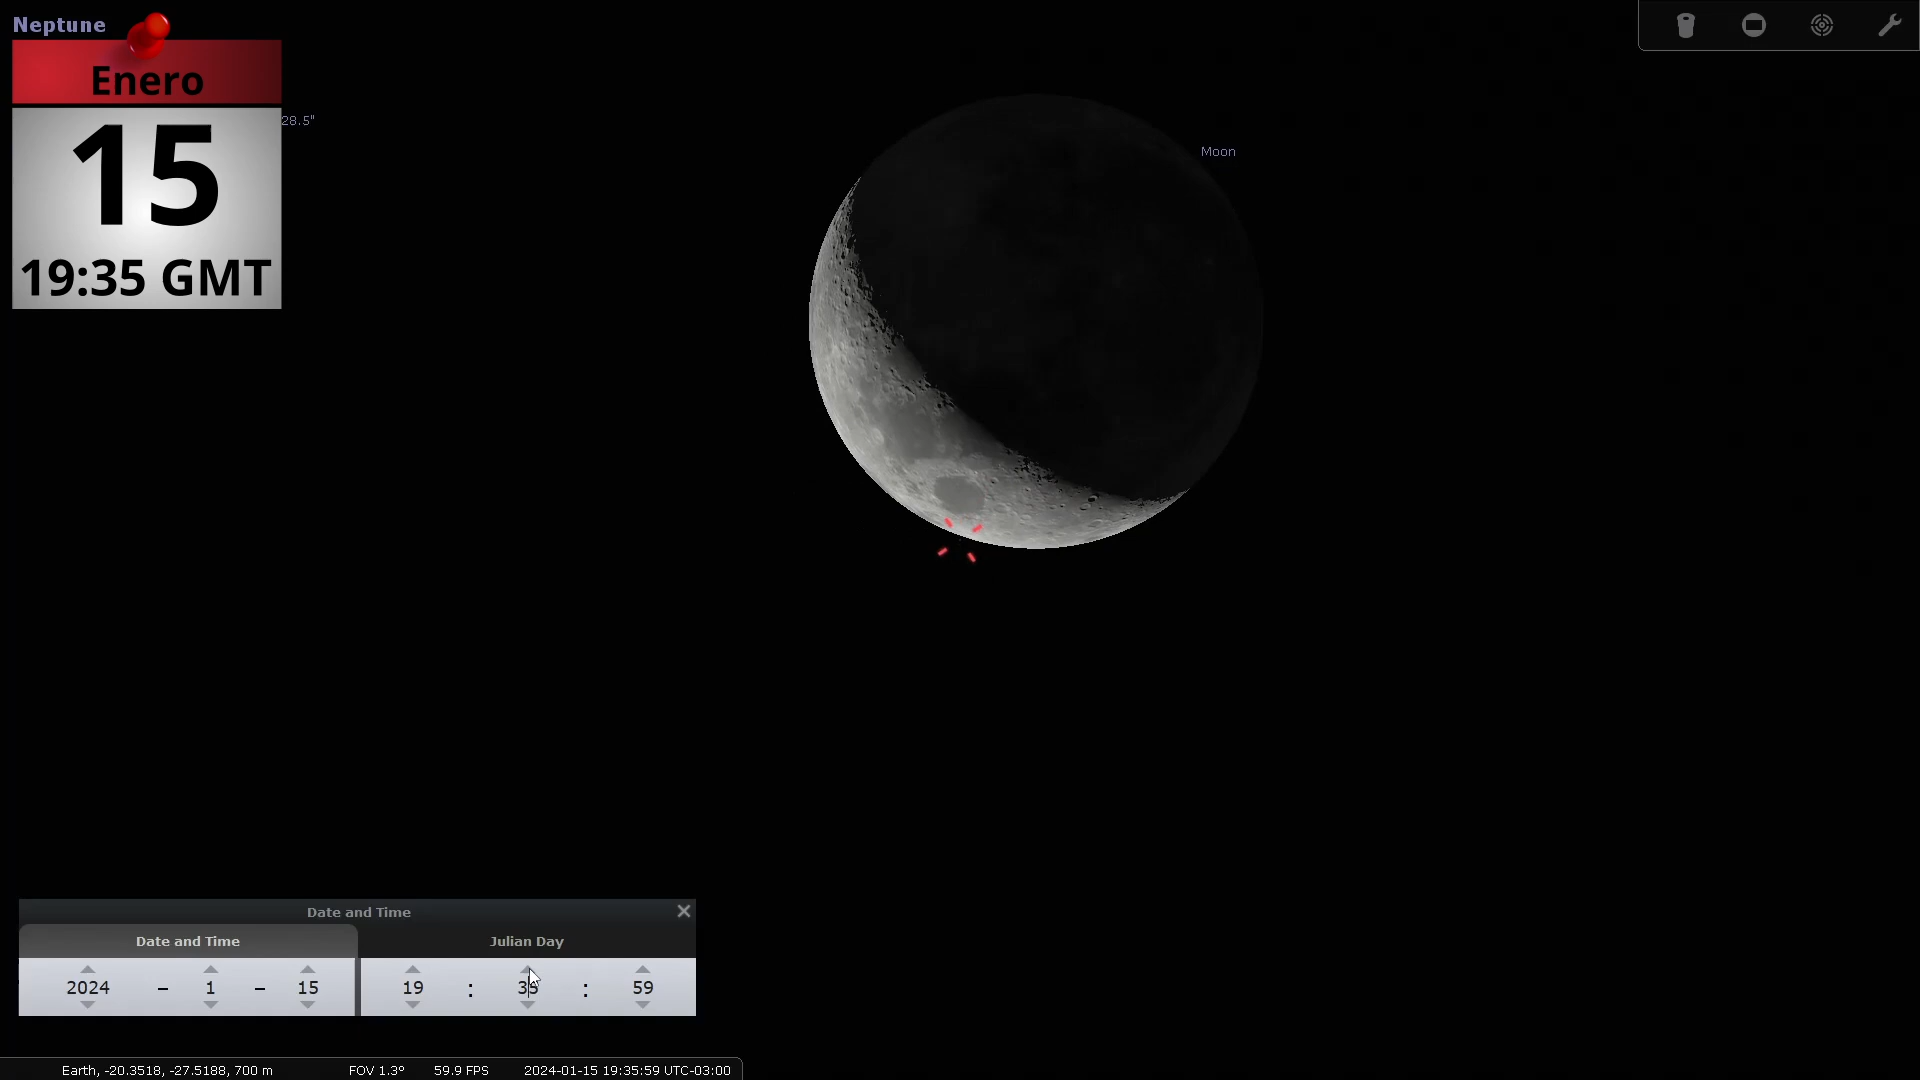 Neptune
Enero
15
19:35 GMT
28.5"
Moon
Date and Time
Date and Time
Julian Day
2024 – 1 – 15
19 : 35 : 59
Earth, -20.3518, -27.5188, 700 m
FOV 1.3°
59.9 FPS
2024-01-15 19:35:59 UTC-03:00